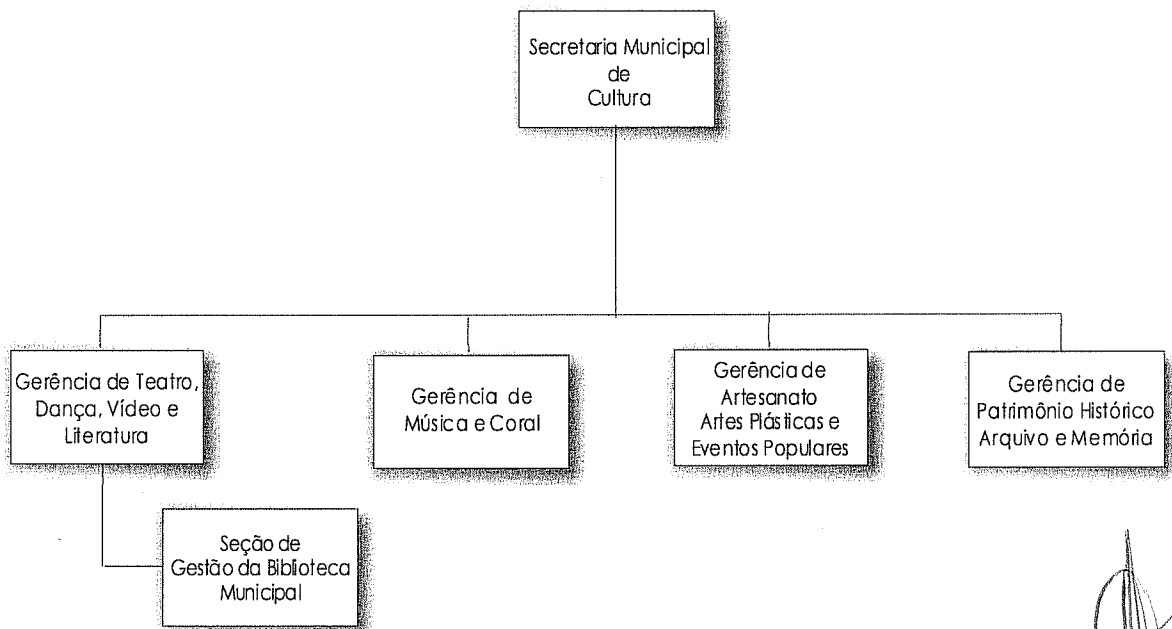 Secretaria Municipal
de
Cultura
Gerência de Teatro,
Dança, Vídeo e
Literatura
Gerência de
Música e Coral
Gerência de
Artesanato
Artes Plásticas e
Eventos Populares
Gerência de
Patrimônio Histórico
Arquivo e Memória
Seção de
Gestão da Biblioteca
Municipal